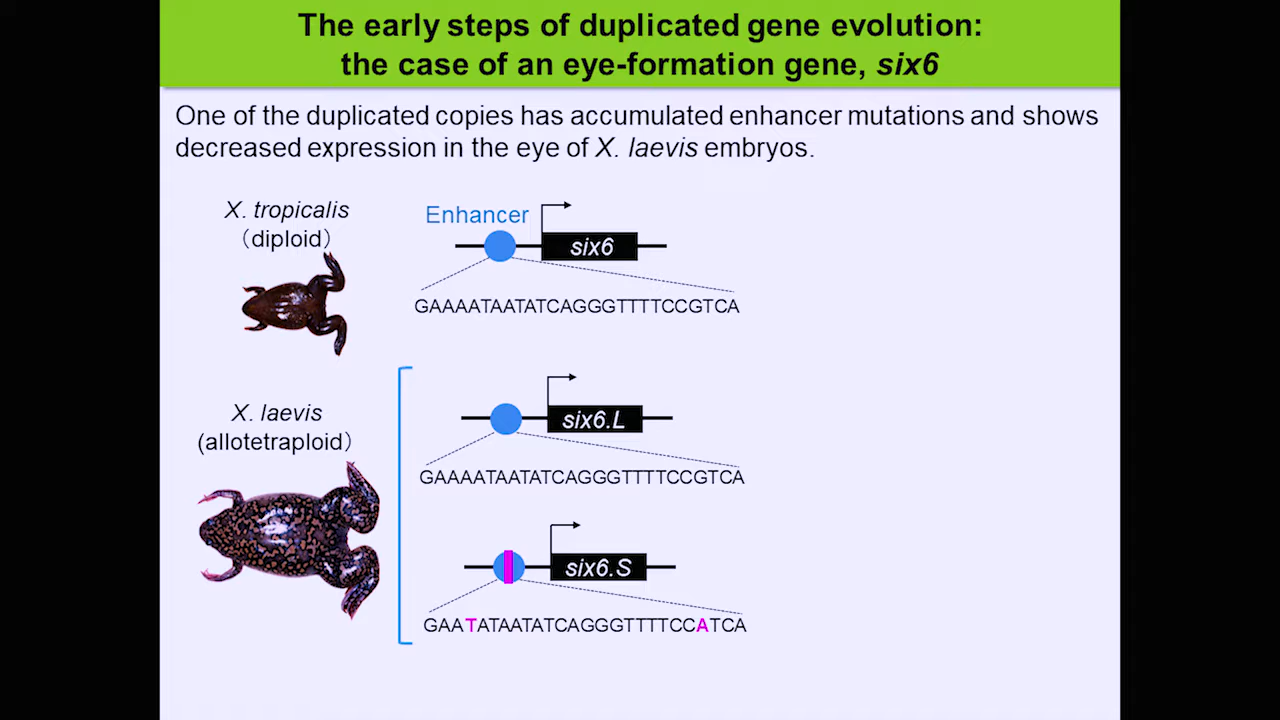 The early steps of duplicated gene evolution:
the case of an eye-formation gene, six6
One of the duplicated copies has accumulated enhancer mutations and shows
decreased expression in the eye of X. laevis embryos.
X. tropicalis
（diploid）
Enhancer
six6
GAAAATAATATCAGGGTTTTCCGTCA
X. laevis
(allotetraploid）
six6.L
GAAAATAATATCAGGGTTTTCCGTCA
six6.S
GAATATAATATCAGGGTTTTCCATCA